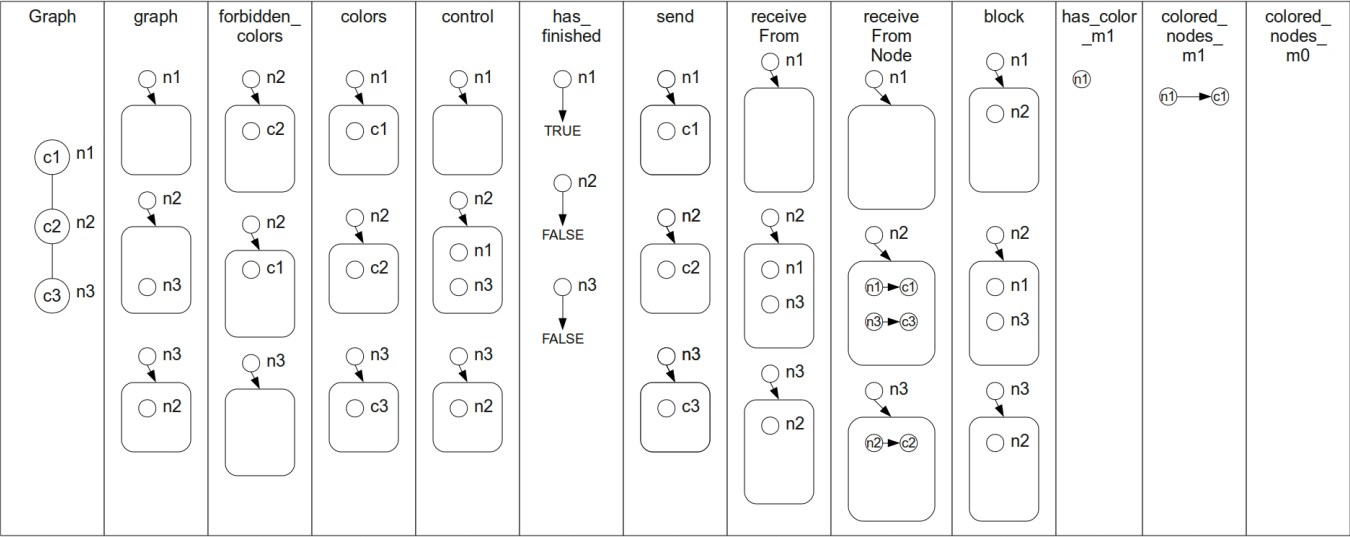 Graph
c1 n1
c2 n2
c3 n3
graph
n1
n2
n3
n3
n2
forbidden_
colors
n2
c2
n2
c1
n3
colors
n1
c1
n2
c2
n3
c3
control
n1
n2
n1
n3
n3
n2
has_
finished
n1
TRUE
n2
FALSE
n3
FALSE
send
n1
c1
n2
c2
n3
c3
receive
From
n1
n2
n1
n3
n3
n2
receive
From
Node
n1
n2
n1 c1
n3 c3
n3
n2 c2
block
n1
n2
n2
n1
n3
n3
n2
has_color
_m1
n1
colored_
nodes_
m1
n1 c1
colored_
nodes_
m0